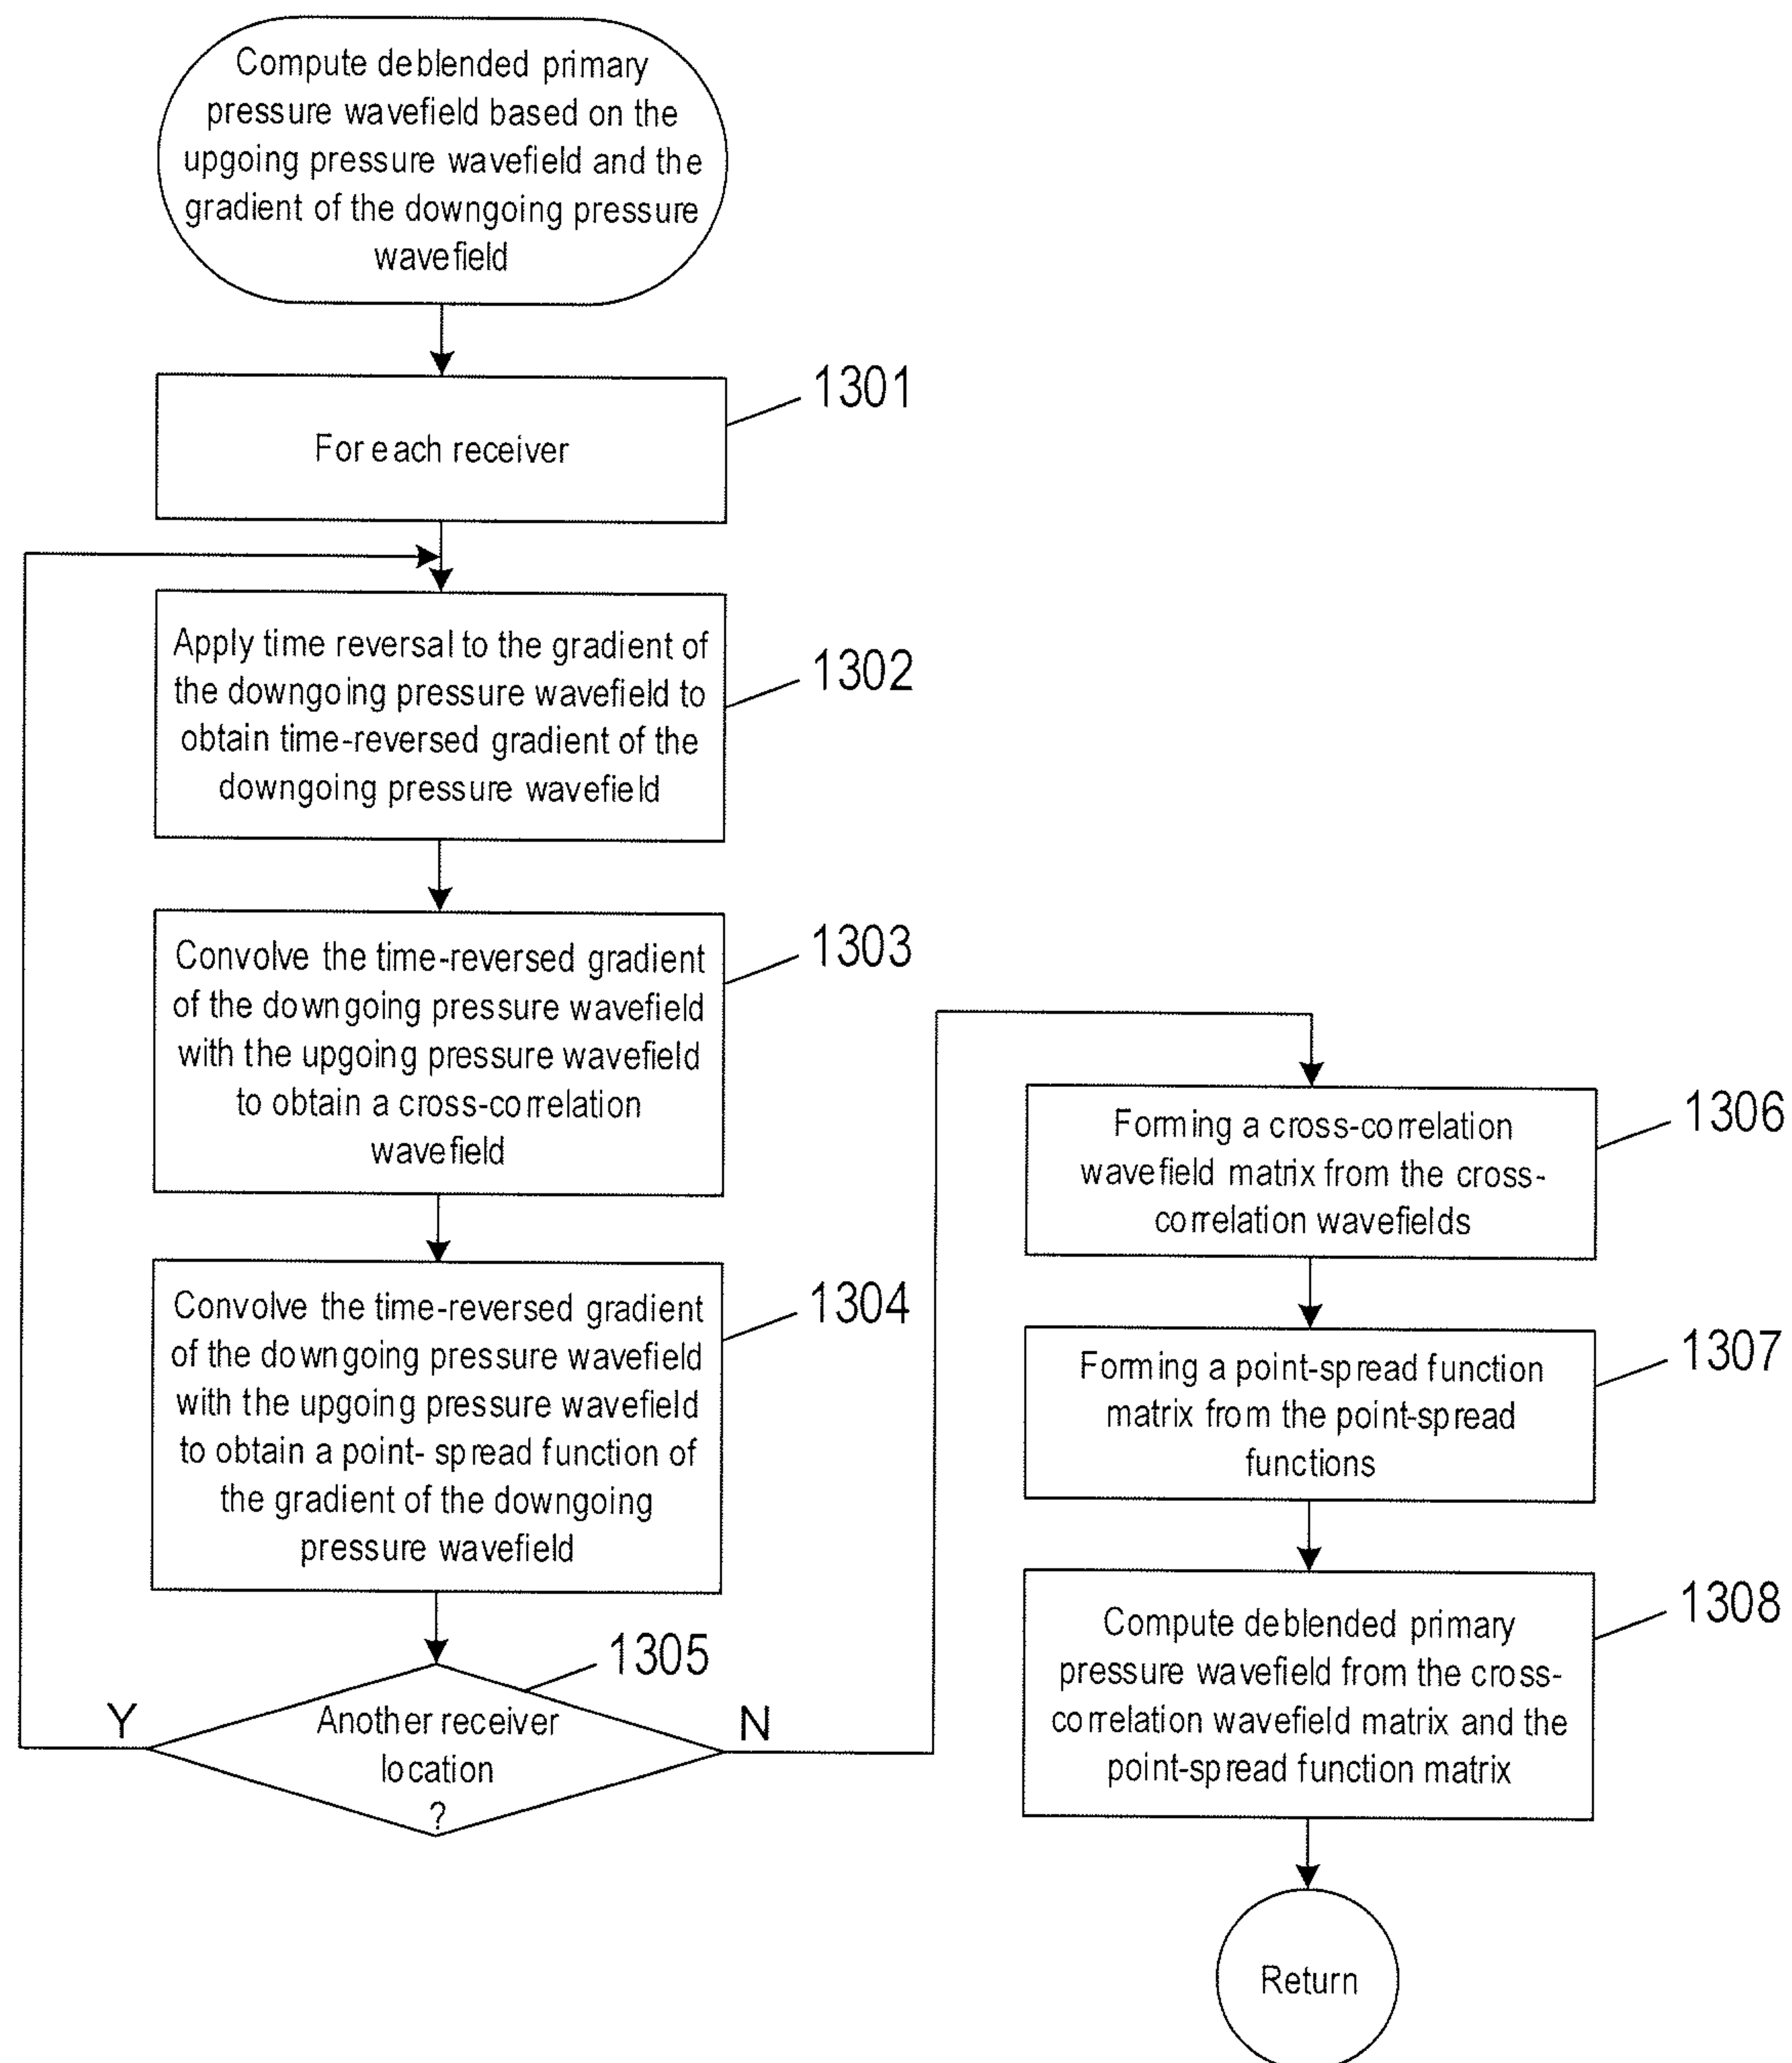 Compute deblended primary
pressure wavefield based on the
upgoing pressure wavefield and the
gradient of the downgoing pressure
wavefield
1301
For each receiver
1302
Apply time reversal to the gradient of
the downgoing pressure wavefield to
obtain time-reversed gradient of the
downgoing pressure wavefield
1303
Convolve the time-reversed gradient
of the downgoing pressure wavefield
with the upgoing pressure wavefield
to obtain a cross-correlation
wavefield
1304
Convolve the time-reversed gradient
of the downgoing pressure wavefield
with the upgoing pressure wavefield
to obtain a point- spread function of
the gradient of the downgoing
pressure wavefield
1305
Another receiver
location
?
Y
N
1306
Forming a cross-correlation
wavefield matrix from the cross-
correlation wavefields
1307
Forming a point-spread function
matrix from the point-spread
functions
1308
Compute deblended primary
pressure wavefield from the cross-
correlation wavefield matrix and the
point-spread function matrix
Return